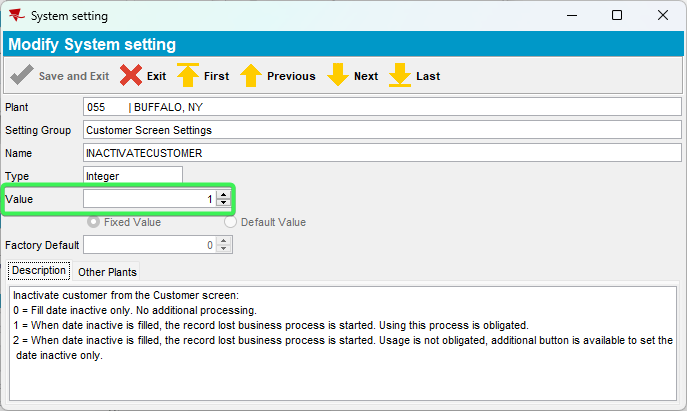 System setting
Modify System setting
Save and Exit Exit First Previous Next Last
Plant 055 | BUFFALO, NY
Setting Group Customer Screen Settings
Name INACTIVATECUSTOMER
Type Integer
Value 1
Fixed Value Default Value
Factory Default 0
Description Other Plants
Inactivate customer from the Customer screen:
0 = Fill date inactive only. No additional processing.
1 = When date inactive is filled, the record lost business process is started. Using this process is obligated.
2 = When date inactive is filled, the record lost business process is started. Usage is not obligated, additional button is available to set the
date inactive only.